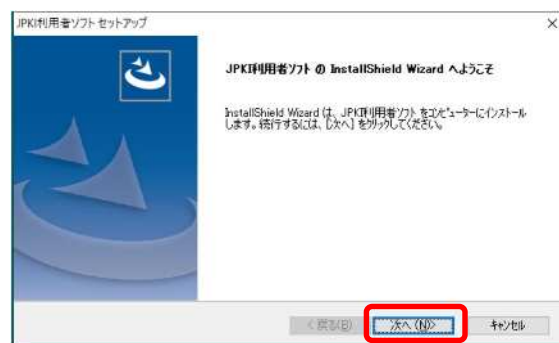 JPKI利用者ソフト セットアップ
JPKI利用者ソフト の InstallShield Wizard へようこそ
InstallShield Wizard は、JPKI利用者ソフト をコンピューターにインストール
します。続行するには、[次へ] をクリックしてください。
< 戻る(B)
次へ(N)>
キャンセル